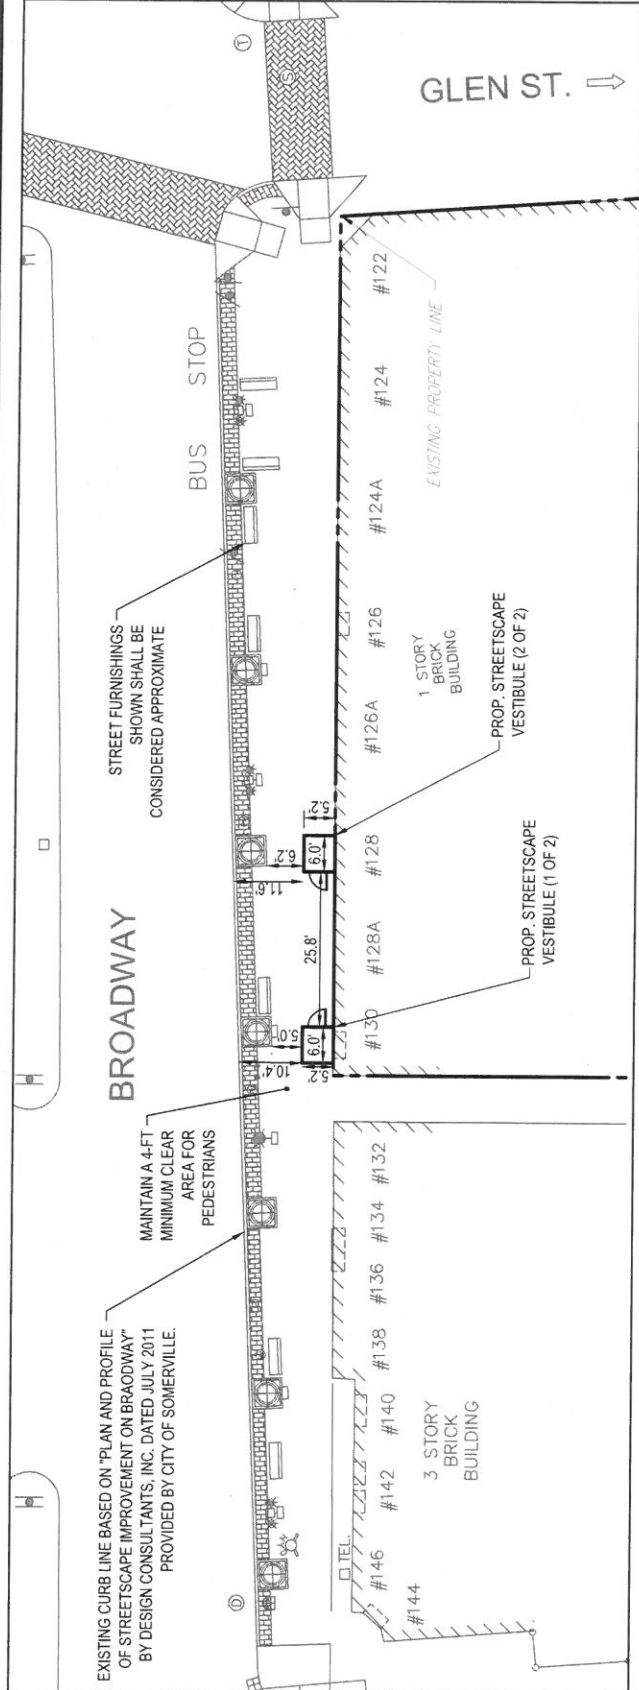 EXISTING CURB LINE BASED ON "PLAN AND PROFILE
OF STREETSCAPE IMPROVEMENT ON BRAODWAY"
BY DESIGN CONSULTANTS, INC. DATED JULY 2011
PROVIDED BY CITY OF SOMERVILLE.
MAINTAIN A 4-FT
MINIMUM CLEAR
AREA FOR
PEDESTRIANS
BROADWAY
STREET FURNISHINGS
SHOWN SHALL BE
CONSIDERED APPROXIMATE
BUS STOP
GLEN ST.
T
S
D
TEL.
10.4'
5.0'
5.2'
6.0'
25.8'
11.6'
6.2'
6.0'
5.2'
#144
#146
#142
#140
#138
#136
#134
#132
#130
#128A
#128
#126A
#126
#124A
#124
#122
3 STORY
BRICK
BUILDING
1 STORY
BRICK
BUILDING
EXISTING PROPERTY LINE
PROP. STREETSCAPE
VESTIBULE (1 OF 2)
PROP. STREETSCAPE
VESTIBULE (2 OF 2)